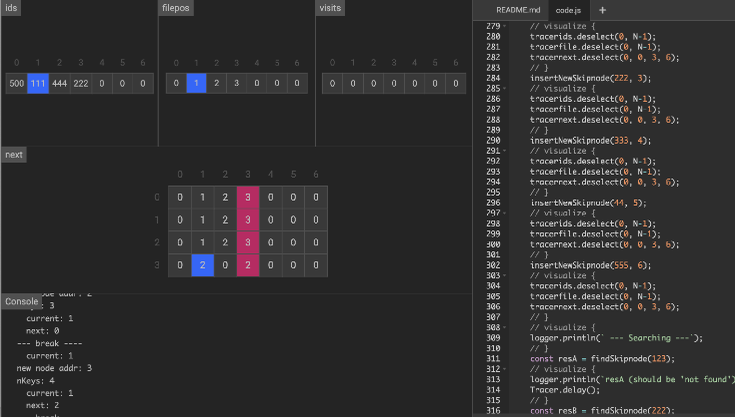 ids
0 1 2 3 4 5 6
500 111 444 222 0 0 0
filepos
0 1 2 3 4 5 6
0 1 2 3 0 0 0
visits
0 1 2 3 4 5 6
0 0 0 0 0 0 0
next
0 1 2 3 4 5 6
0 0 1 2 3 0 0 0
1 0 1 2 3 0 0 0
2 0 1 2 3 0 0 0
3 0 2 0 2 0 0 0
Console
: 3
current: 1
next: 0
--- break ----
current: 1
new node addr: 3
nKeys: 4
current: 1
next: 2
README.md code.js +
279 // visualize {
280 tracerids.deselect(0, N-1);
281 tracerfile.deselect(0, N-1);
282 tracernext.deselect(0, 0, 3, 6);
283 // }
284 insertNewSkipnode(222, 3);
285 // visualize {
286 tracerids.deselect(0, N-1);
287 tracerfile.deselect(0, N-1);
288 tracernext.deselect(0, 0, 3, 6);
289 // }
290 insertNewSkipnode(333, 4);
291 // visualize {
292 tracerids.deselect(0, N-1);
293 tracerfile.deselect(0, N-1);
294 tracernext.deselect(0, 0, 3, 6);
295 // }
296 insertNewSkipnode(44, 5);
297 // visualize {
298 tracerids.deselect(0, N-1);
299 tracerfile.deselect(0, N-1);
300 tracernext.deselect(0, 0, 3, 6);
301 // }
302 insertNewSkipnode(555, 6);
303 // visualize {
304 tracerids.deselect(0, N-1);
305 tracerfile.deselect(0, N-1);
306 tracernext.deselect(0, 0, 3, 6);
307 // }
308 // visualize {
309 logger.println(` --- Searching ---`);
310 // }
311 const resA = findSkipnode(123);
312 // visualize {
313 logger.println(`resA (should be 'not found')
314 Tracer.delay();
315 // }
316 const resB = findSkipnode(222);